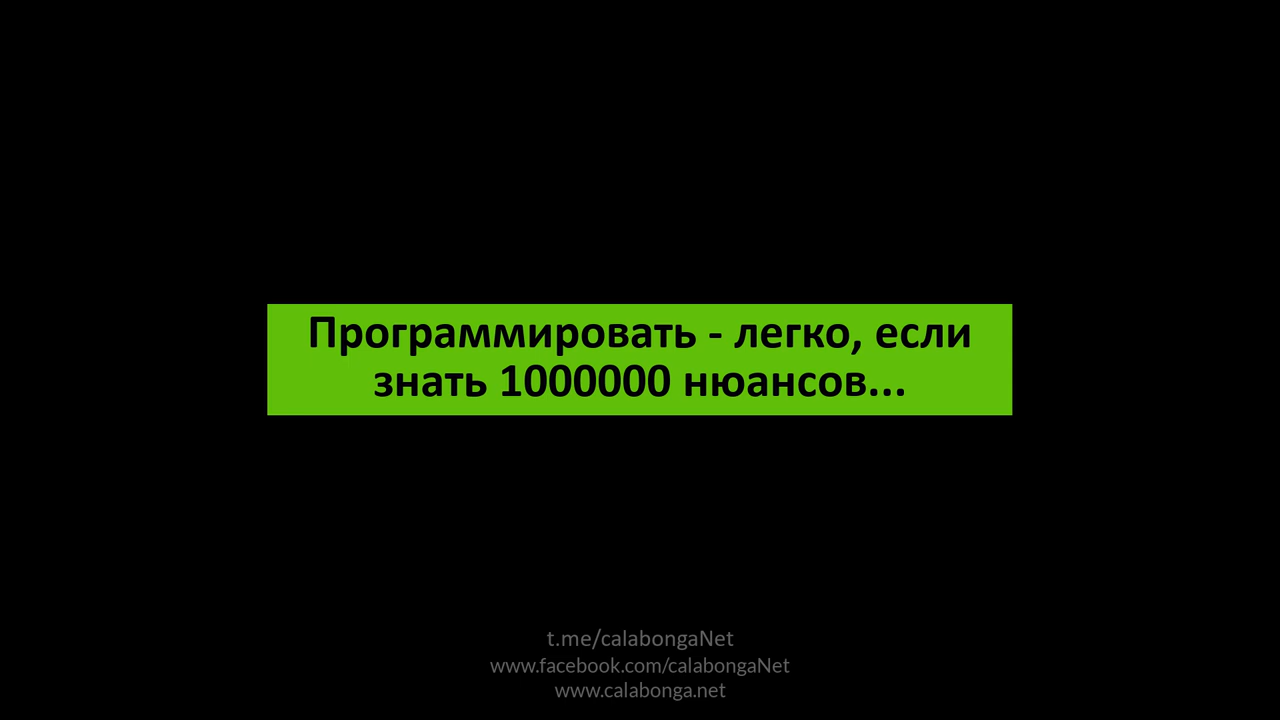 Программировать - легко, если
знать 1000000 нюансов...
t.me/calabongaNet
www.facebook.com/calabongaNet
www.calabonga.net